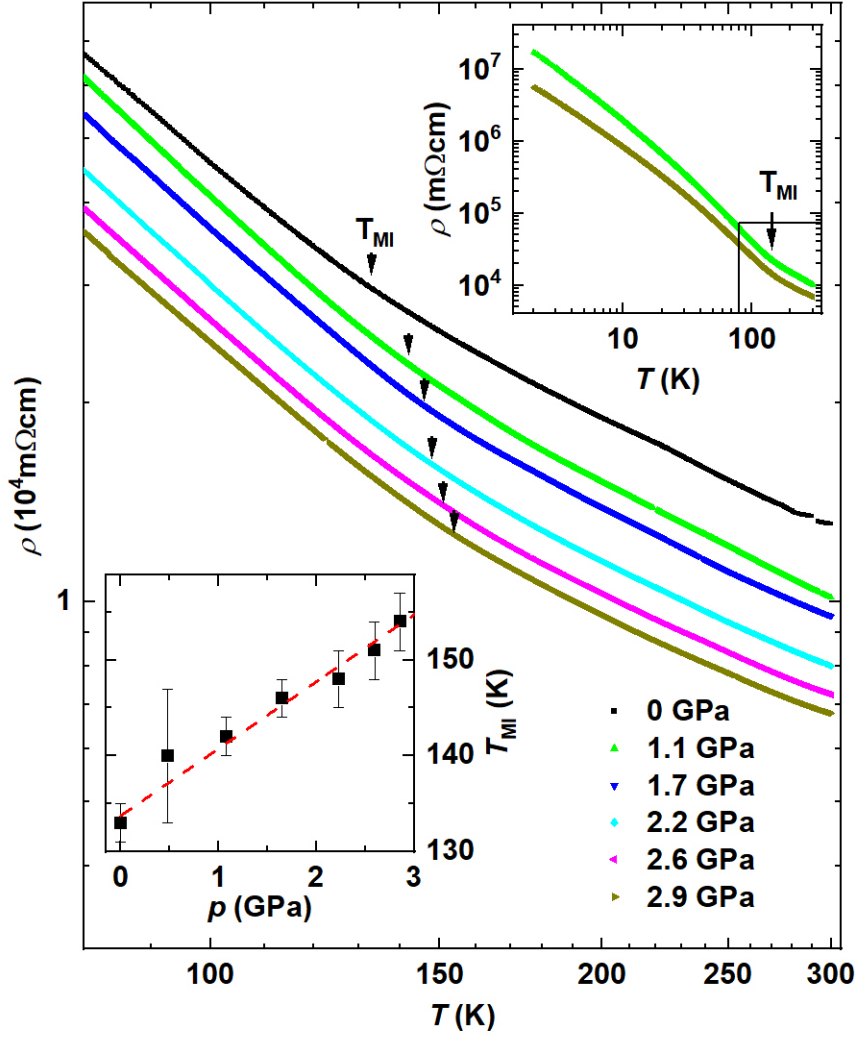 10⁷
10⁶
10⁵
10⁴
ρ (mΩcm)
T_MI
10
100
T (K)
T_MI
ρ (10⁴mΩcm)
2
1
150
140
130
T_MI (K)
0
1
2
3
p (GPa)
0 GPa
1.1 GPa
1.7 GPa
2.2 GPa
2.6 GPa
2.9 GPa
100
150
200
250
300
T (K)